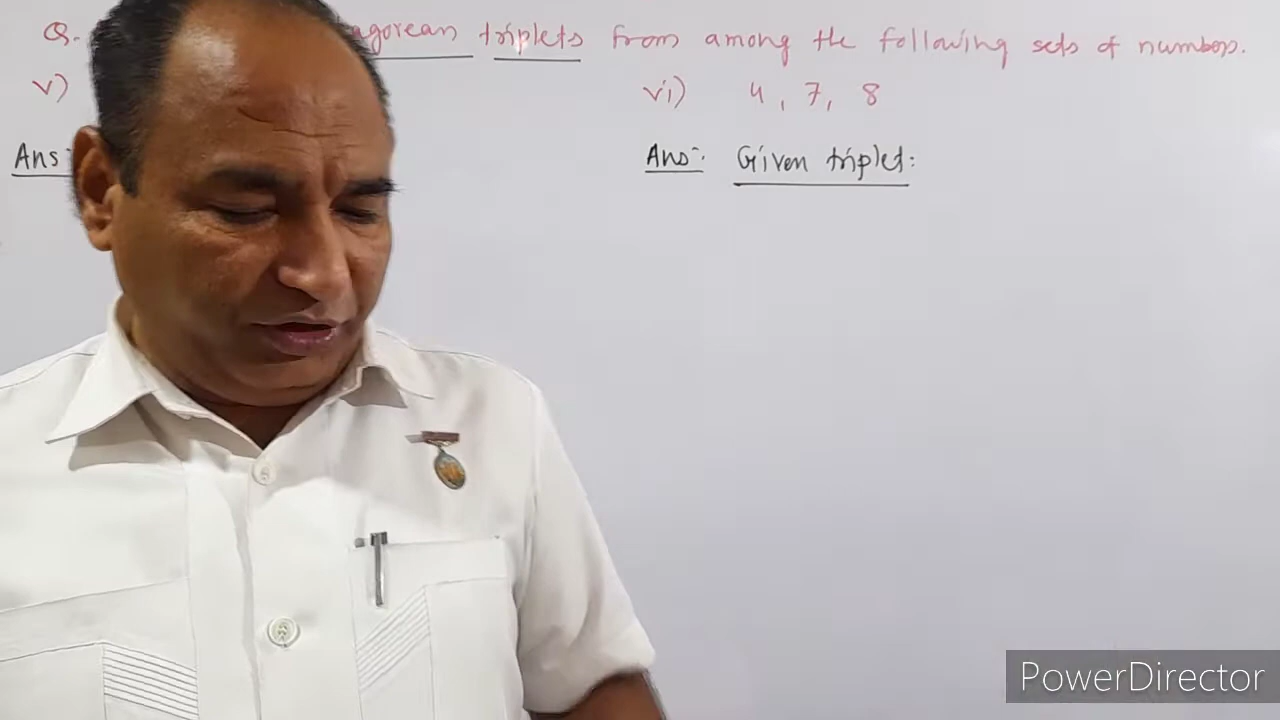 Q. agorean triplets from among the following sets of numbers.
v) vi) 4, 7, 8
Ans:
Ans:- Given triplet:
PowerDirector